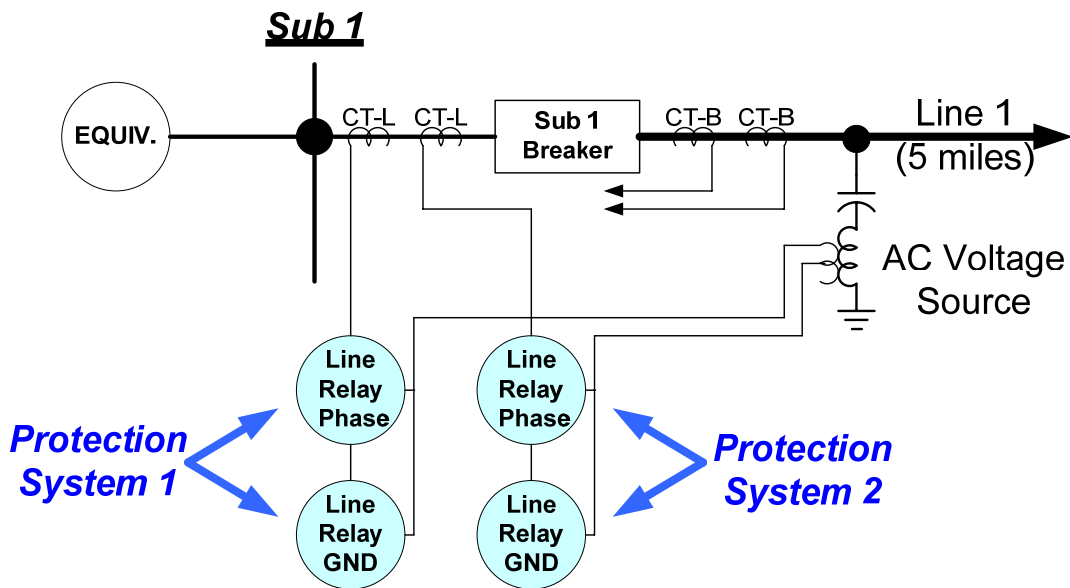 Sub 1
EQUIV.
CT-L
CT-L
Sub 1
Breaker
CT-B
CT-B
Line 1
(5 miles)
AC Voltage
Source
Line
Relay
Phase
Line
Relay
Phase
Protection
System 1
Protection
System 2
Line
Relay
GND
Line
Relay
GND